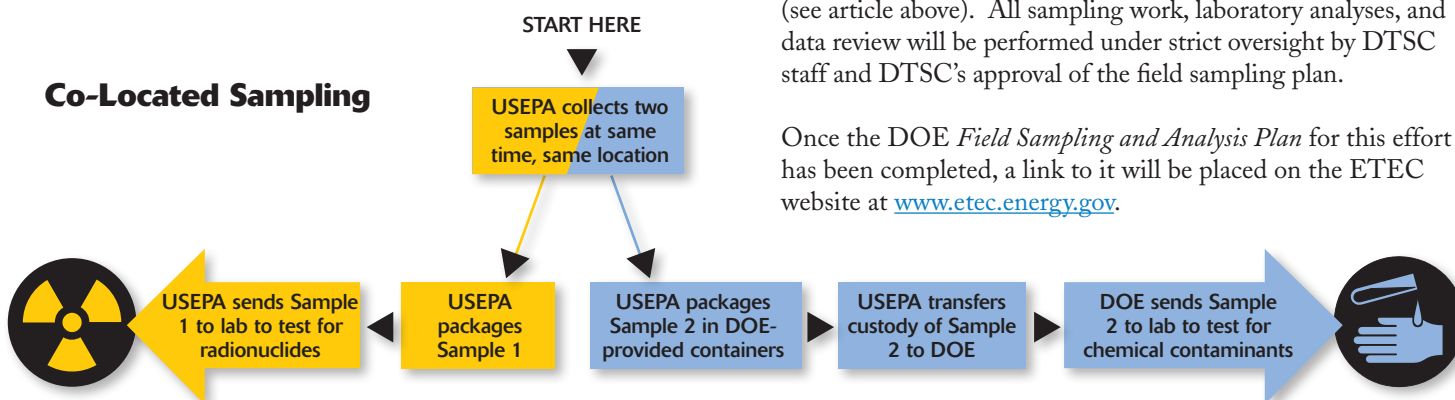 START HERE
Co-Located Sampling
USEPA collects two
samples at same
time, same location
USEPA sends Sample
1 to lab to test for
radionuclides
USEPA
packages
Sample 1
USEPA packages
Sample 2 in DOE-
provided containers
USEPA transfers
custody of Sample
2 to DOE
DOE sends Sample
2 to lab to test for
chemical contaminants
(see article above).  All sampling work, laboratory analyses, and
data review will be performed under strict oversight by DTSC
staff and DTSC’s approval of the field sampling plan.
Once the DOE Field Sampling and Analysis Plan for this effort
has been completed, a link to it will be placed on the ETEC
website at www.etec.energy.gov.